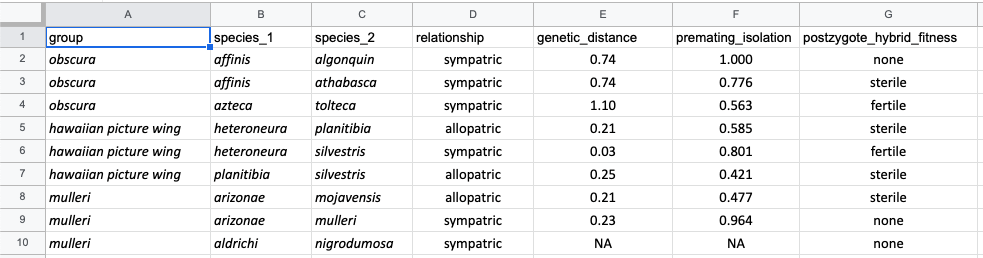 A B C D E F G
1 group species_1 species_2 relationship genetic_distance premating_isolation postzygote_hybrid_fitness
2 obscura affinis algonquin sympatric 0.74 1.000 none
3 obscura affinis athabasca sympatric 0.74 0.776 sterile
4 obscura azteca tolteca sympatric 1.10 0.563 fertile
5 hawaiian picture wing heteroneura planitibia allopatric 0.21 0.585 sterile
6 hawaiian picture wing heteroneura silvestris sympatric 0.03 0.801 fertile
7 hawaiian picture wing planitibia silvestris allopatric 0.25 0.421 sterile
8 mulleri arizonae mojavensis allopatric 0.21 0.477 sterile
9 mulleri arizonae mulleri sympatric 0.23 0.964 none
10 mulleri aldrichi nigrodumosa sympatric NA NA none